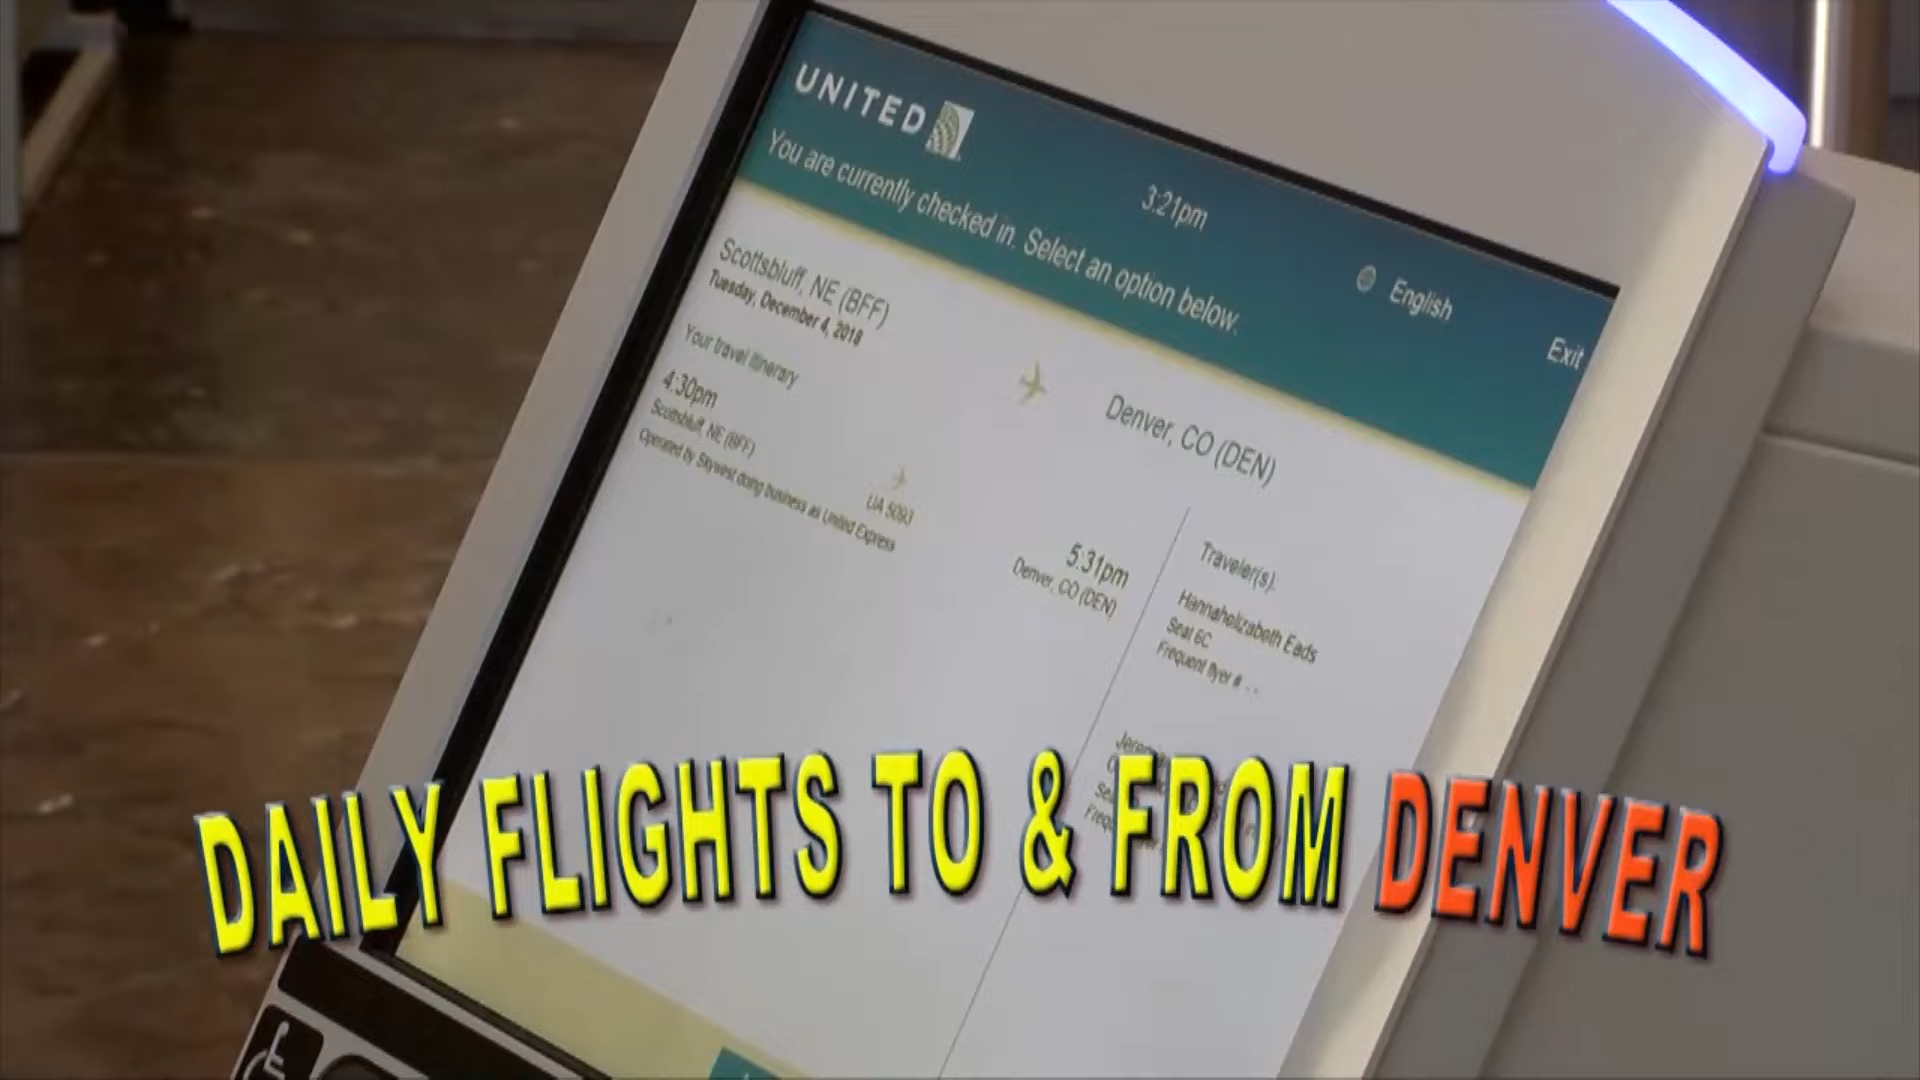 UNITED
3:21pm
English
Exit
You are currently checked in. Select an option below.
Scottsbluff, NE (BFF)
Tuesday, December 4, 2018
Denver, CO (DEN)
Your travel itinerary
4:30pm
Scottsbluff, NE (BFF)
UA 5093
Operated by Skywest doing business as United Express
5:31pm
Denver, CO (DEN)
Traveler(s).
Hannahelizabeth Eads
Seat 6C
Frequent flyer # - -
DAILY FLIGHTS TO & FROM DENVER